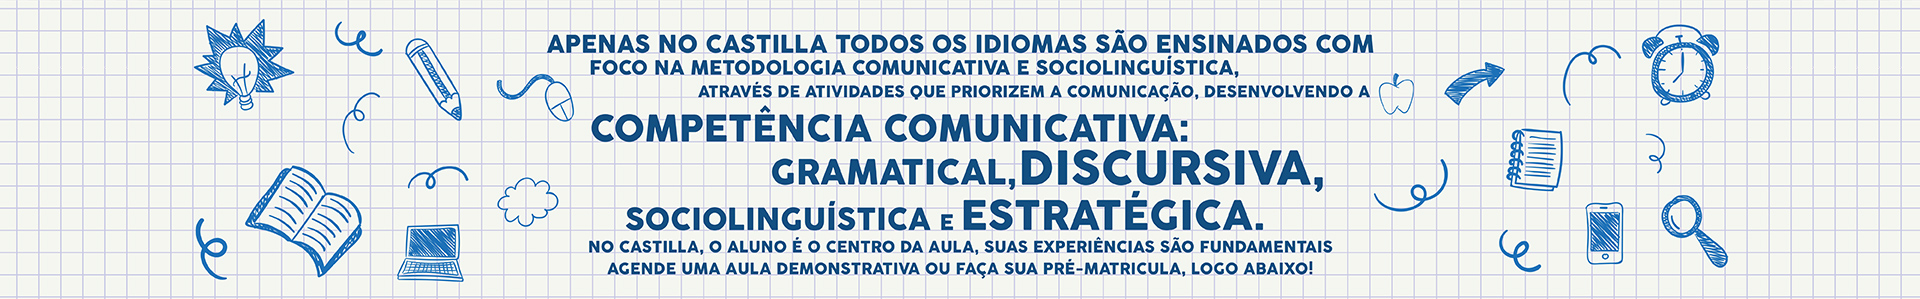 APENAS NO CASTILLA TODOS OS IDIOMAS SÃO ENSINADOS COM
FOCO NA METODOLOGIA COMUNICATIVA E SOCIOLINGUÍSTICA,
ATRAVÉS DE ATIVIDADES QUE PRIORIZEM A COMUNICAÇÃO, DESENVOLVENDO A
COMPETÊNCIA COMUNICATIVA:
GRAMATICAL, DISCURSIVA,
SOCIOLINGUÍSTICA E ESTRATÉGICA.
NO CASTILLA, O ALUNO É O CENTRO DA AULA, SUAS EXPERIÊNCIAS SÃO FUNDAMENTAIS
AGENDE UMA AULA DEMONSTRATIVA OU FAÇA SUA PRÉ-MATRICULA, LOGO ABAIXO!